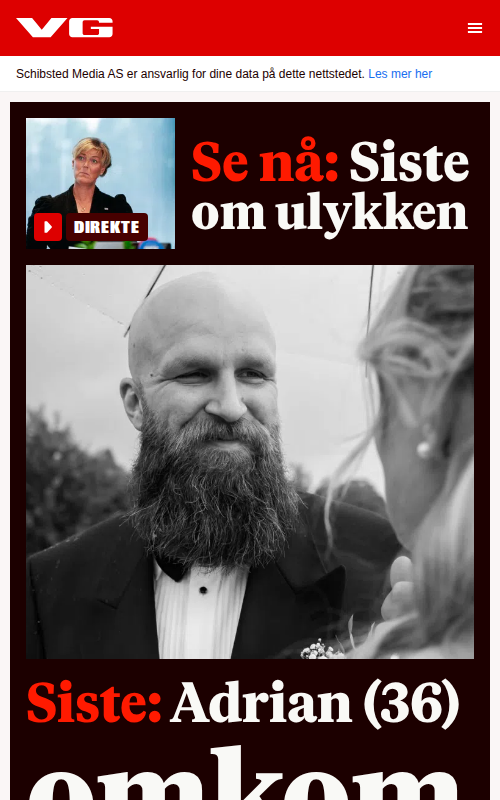 VG
Schibsted Media AS er ansvarlig for dine data på dette nettstedet. Les mer her
DIREKTE
Se nå: Siste
om ulykken
Siste: Adrian (36)
omkom